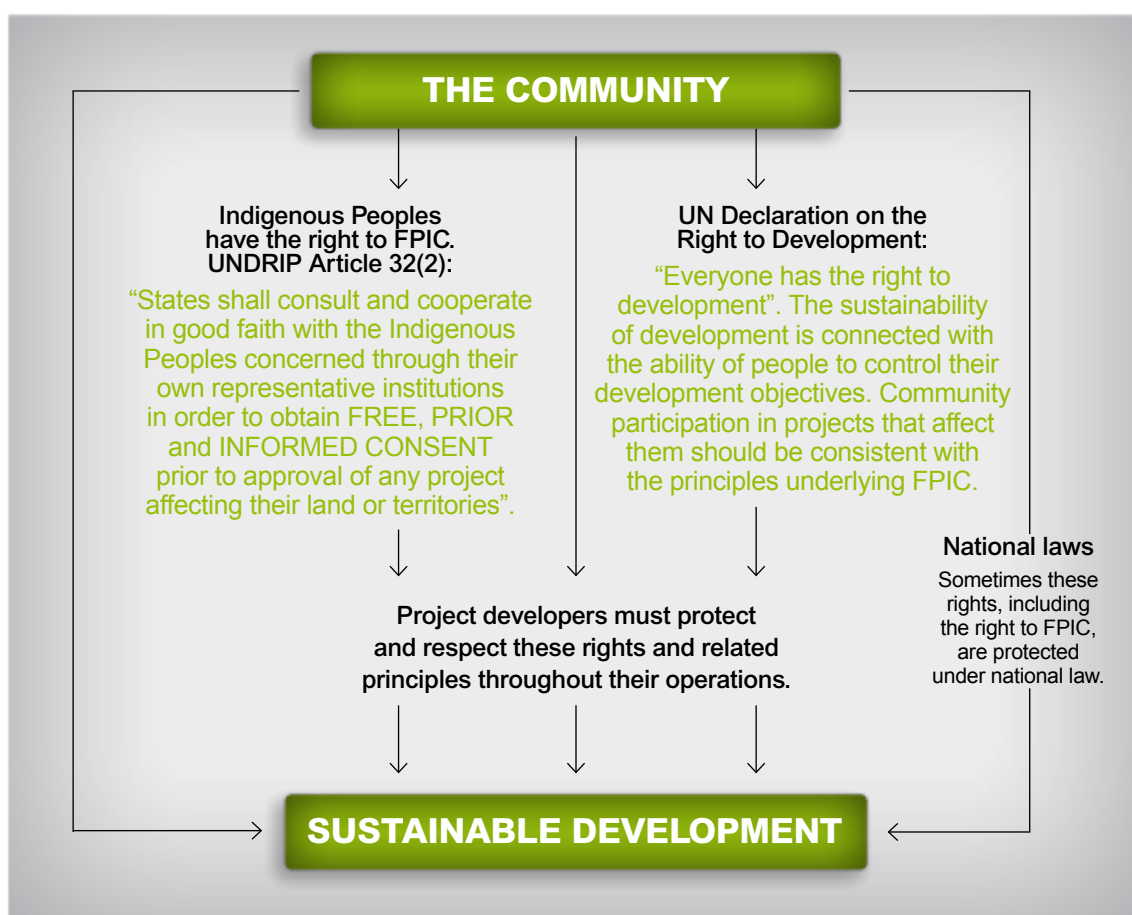 THE COMMUNITY
Indigenous Peoples
have the right to FPIC.
UNDRIP Article 32(2):
“States shall consult and cooperate
in good faith with the Indigenous
Peoples concerned through their
own representative institutions
in order to obtain FREE, PRIOR
and INFORMED CONSENT
prior to approval of any project
affecting their land or territories”.
UN Declaration on the
Right to Development:
“Everyone has the right to
development”. The sustainability
of development is connected with
the ability of people to control their
development objectives. Community
participation in projects that affect
them should be consistent with
the principles underlying FPIC.
National laws
Sometimes these
rights, including
the right to FPIC,
are protected
under national law.
Project developers must protect
and respect these rights and related
principles throughout their operations.
SUSTAINABLE DEVELOPMENT